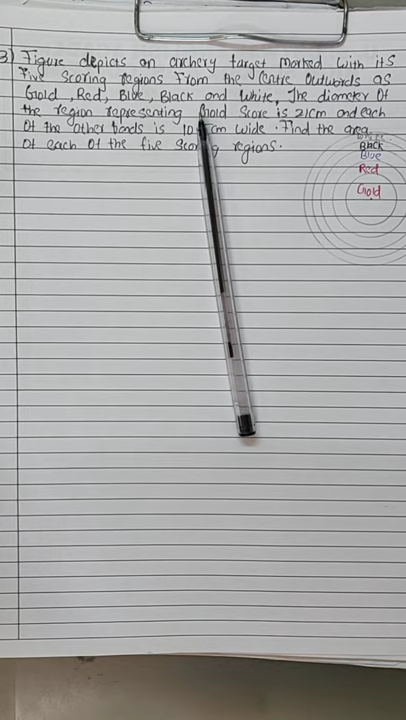 3) Figure depicts an archery target marked with its
Five Scoring regions From the Centre Outwards as
Gold, Red, Blue, Black and White, The diameter Of
the region representing Gold Score is 21cm and each
Of the Other bands is 10 cm wide. Find the area
Of each Of the five regions.
Black
Blue
Red
Gold